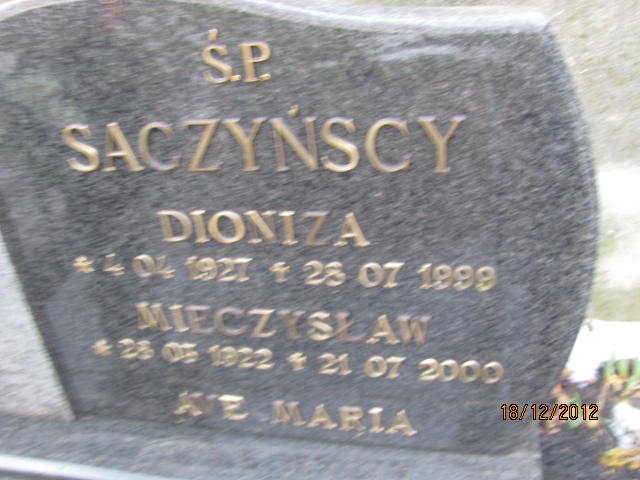 Ś.P.
SACZYŃSCY
DIONIZA
* 4 04 1927 + 28 07 1999
MIECZYSŁAW
* 28 05 1922 + 21 07 2000
AVE MARIA
18/12/2012